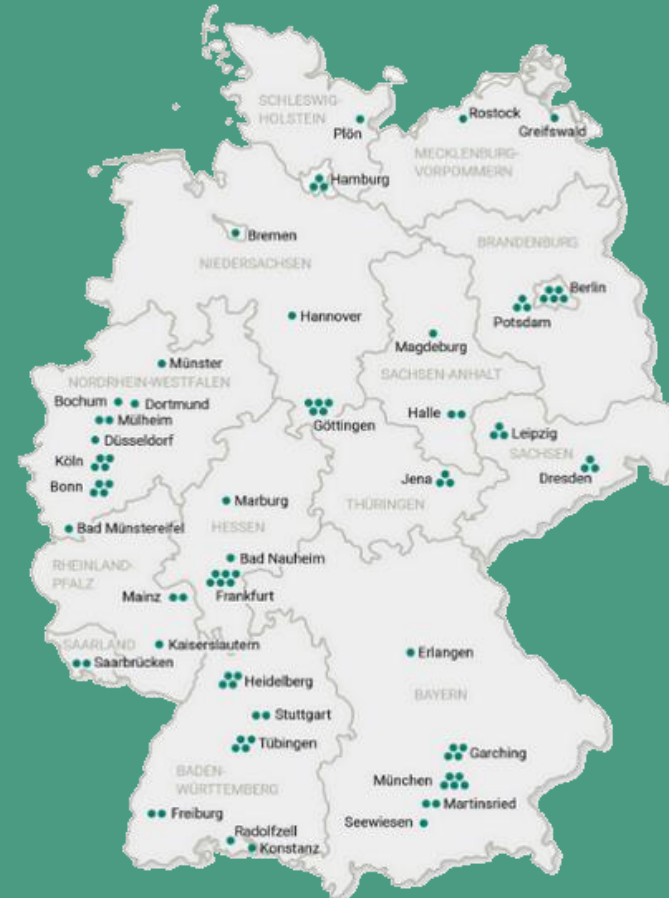 SCHLESWIG-
HOLSTEIN
Plön
Rostock
Greifswald
MECKLENBURG-
VORPOMMERN
Hamburg
Bremen
NIEDERSACHSEN
BRANDENBURG
Berlin
Potsdam
Hannover
Magdeburg
SACHSEN-ANHALT
Münster
NORDRHEIN-WESTFALEN
Bochum
Dortmund
Mülheim
Düsseldorf
Köln
Bonn
Bad Münstereifel
Göttingen
Halle
Leipzig
SACHSEN
Dresden
Jena
THÜRINGEN
Marburg
HESSEN
Bad Nauheim
Frankfurt
RHEINLAND-
PFALZ
Mainz
SAARLAND
Kaiserslautern
Saarbrücken
Erlangen
BAYERN
Heidelberg
Stuttgart
Tübingen
BADEN-
WÜRTTEMBERG
Garching
München
Martinsried
Seewiesen
Freiburg
Radolfzell
Konstanz